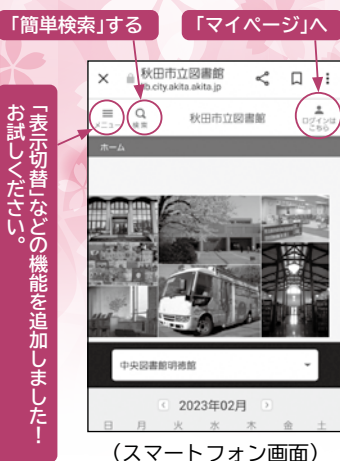 「簡単検索」する
「マイページ」へ
「表示切替」などの機能を追加しました!
お試しください。
秋田市立図書館
lib.city.akita.akita.jp
メニュー
検索
秋田市立図書館
ログインは
こちら
ホーム
中央図書館明徳館
2023年02月
日 月 火 水 木 金 土
(スマートフォン画面)